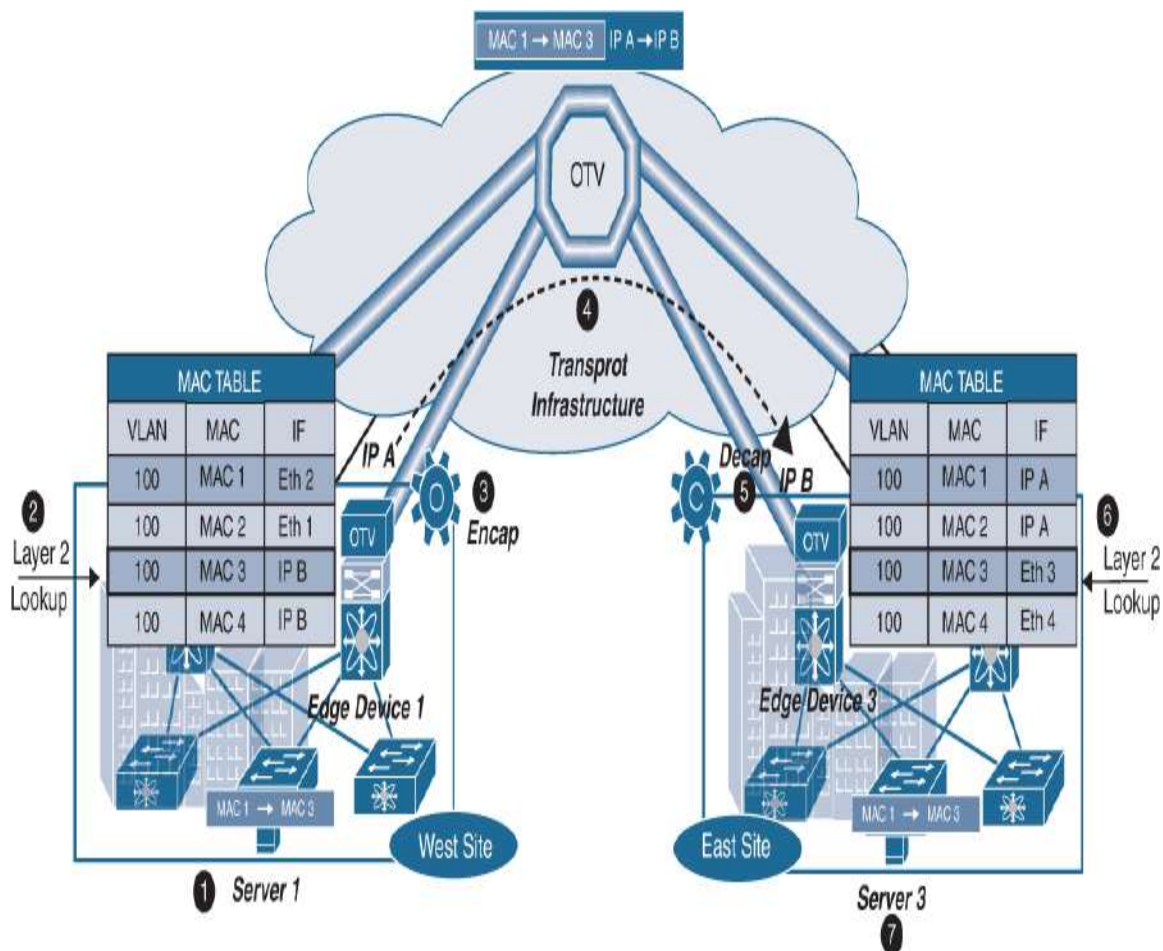 MAC 1 → MAC 3 IP A → IP B
OTV
4
Transprot
Infrastructure
MAC TABLE
VLAN MAC IF
100 MAC 1 Eth 2
100 MAC 2 Eth 1
100 MAC 3 IP B
100 MAC 4 IP B
2
Layer 2
Lookup
IP A
3
Encap
OTV
Edge Device 1
MAC 1 → MAC 3
West Site
1 Server 1
MAC TABLE
VLAN MAC IF
100 MAC 1 IP A
100 MAC 2 IP A
100 MAC 3 Eth 3
100 MAC 4 Eth 4
Decap
5
IP B
6
Layer 2
Lookup
OTV
Edge Device 3
MAC 1 → MAC 3
East Site
Server 3
7